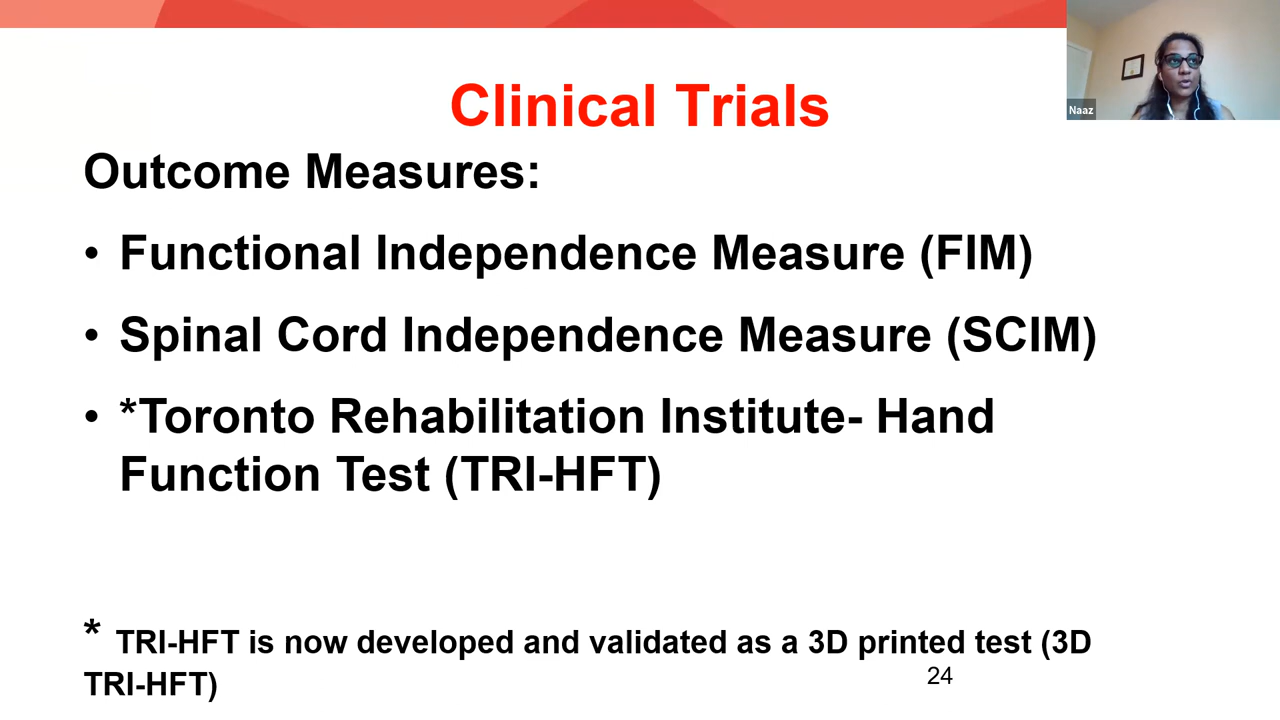 Naaz
Clinical Trials
Outcome Measures:
• Functional Independence Measure (FIM)
• Spinal Cord Independence Measure (SCIM)
• *Toronto Rehabilitation Institute- Hand
Function Test (TRI-HFT)
* TRI-HFT is now developed and validated as a 3D printed test (3D
TRI-HFT)
24